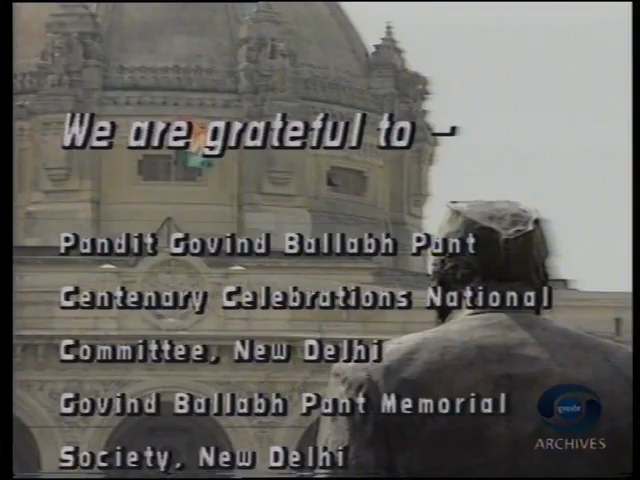 We are grateful to -
Pandit Govind Ballabh Pant
Centenary Celebrations National
Committee, New Delhi
Govind Ballabh Pant Memorial
Society, New Delhi
ARCHIVES